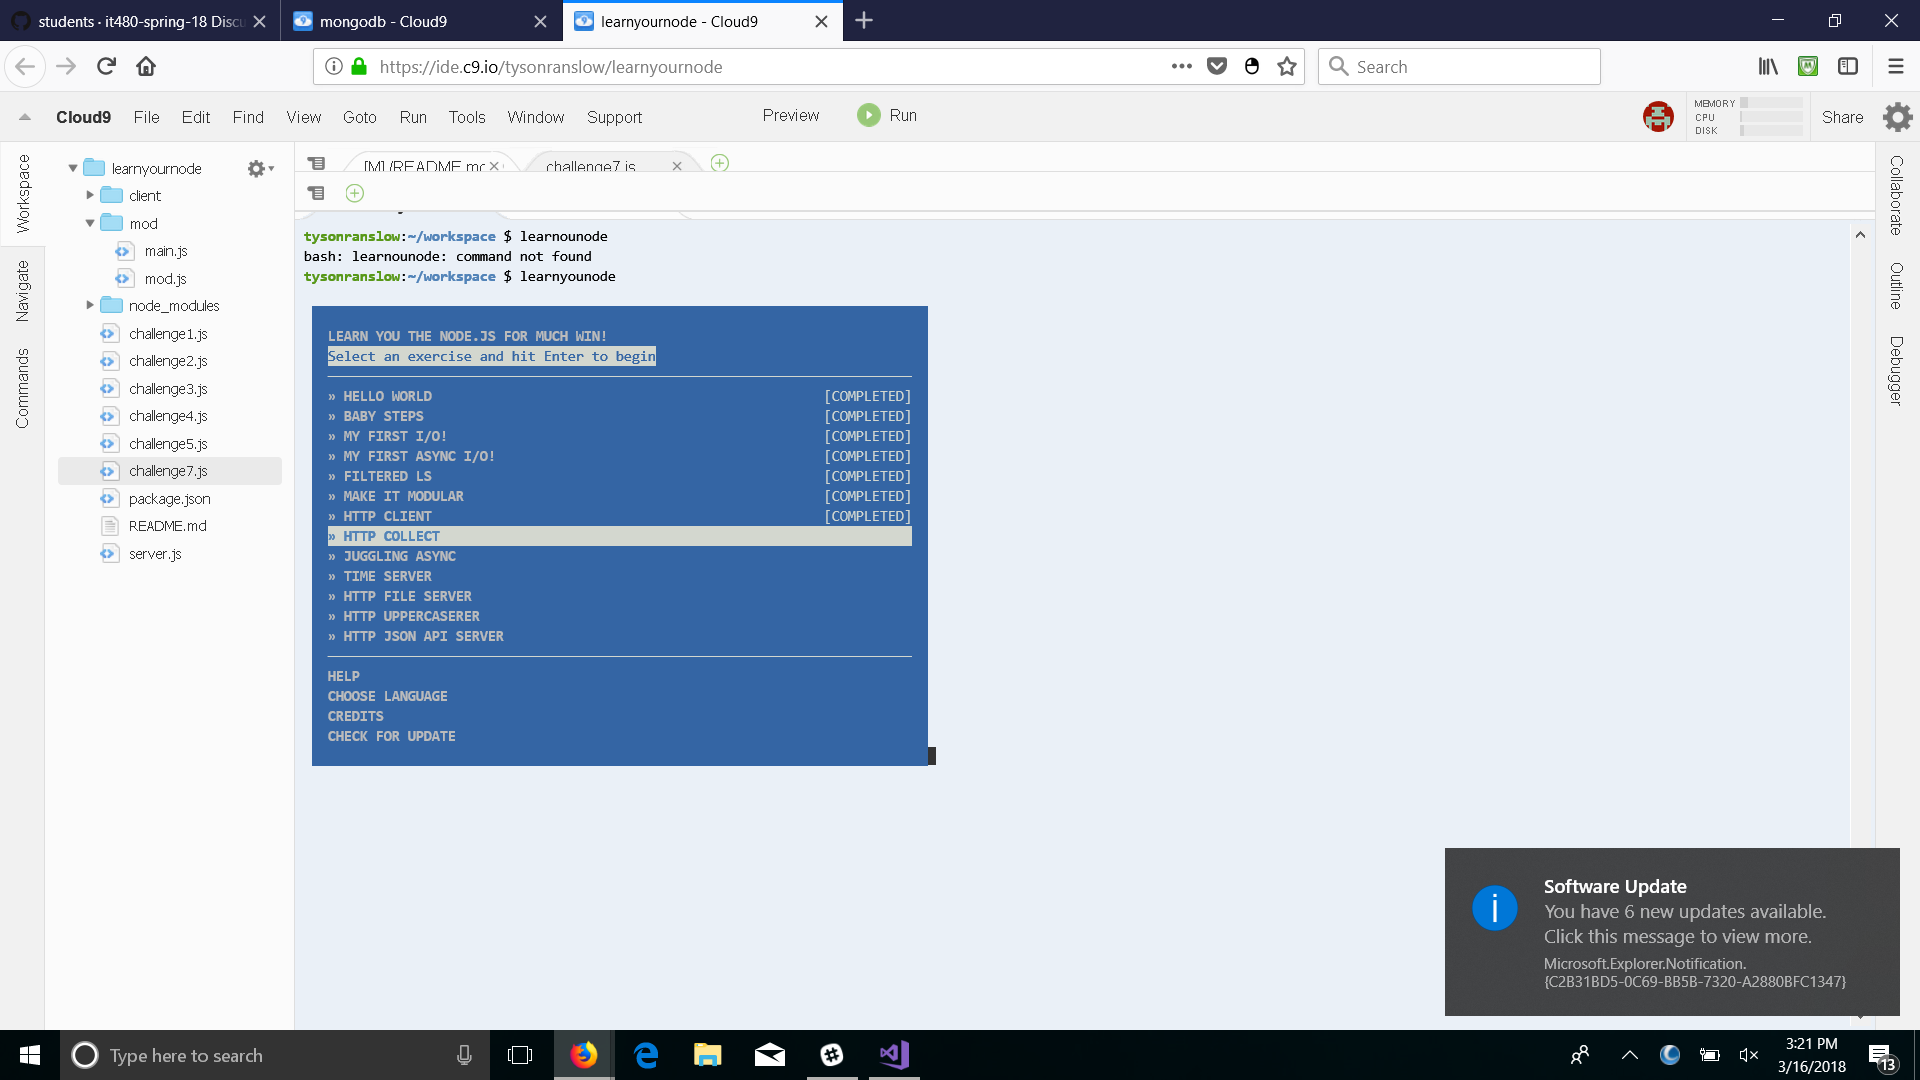 students · it480-spring-18 Discu
mongodb - Cloud9
learnyournode - Cloud9
https://ide.c9.io/tysonranslow/learnyournode
Search
Cloud9 File Edit Find View Goto Run Tools Window Support Preview Run
MEMORY
CPU
DISK
Share
Workspace
Navigate
Commands
learnyournode
client
mod
main.js
mod.js
node_modules
challenge1.js
challenge2.js
challenge3.js
challenge4.js
challenge5.js
challenge7.js
package.json
README.md
server.js
[M] /README.mc
challenge7.js
tysonranslow:~/workspace $ learnounode
bash: learnounode: command not found
tysonranslow:~/workspace $ learnyounode
LEARN YOU THE NODE.JS FOR MUCH WIN!
Select an exercise and hit Enter to begin
» HELLO WORLD [COMPLETED]
» BABY STEPS [COMPLETED]
» MY FIRST I/O! [COMPLETED]
» MY FIRST ASYNC I/O! [COMPLETED]
» FILTERED LS [COMPLETED]
» MAKE IT MODULAR [COMPLETED]
» HTTP CLIENT [COMPLETED]
» HTTP COLLECT
» JUGGLING ASYNC
» TIME SERVER
» HTTP FILE SERVER
» HTTP UPPERCASERER
» HTTP JSON API SERVER
HELP
CHOOSE LANGUAGE
CREDITS
CHECK FOR UPDATE
Collaborate
Outline
Debugger
Software Update
You have 6 new updates available.
Click this message to view more.
Microsoft.Explorer.Notification.
{C2B31BD5-0C69-BB5B-7320-A2880BFC1347}
Type here to search
3:21 PM
3/16/2018
13